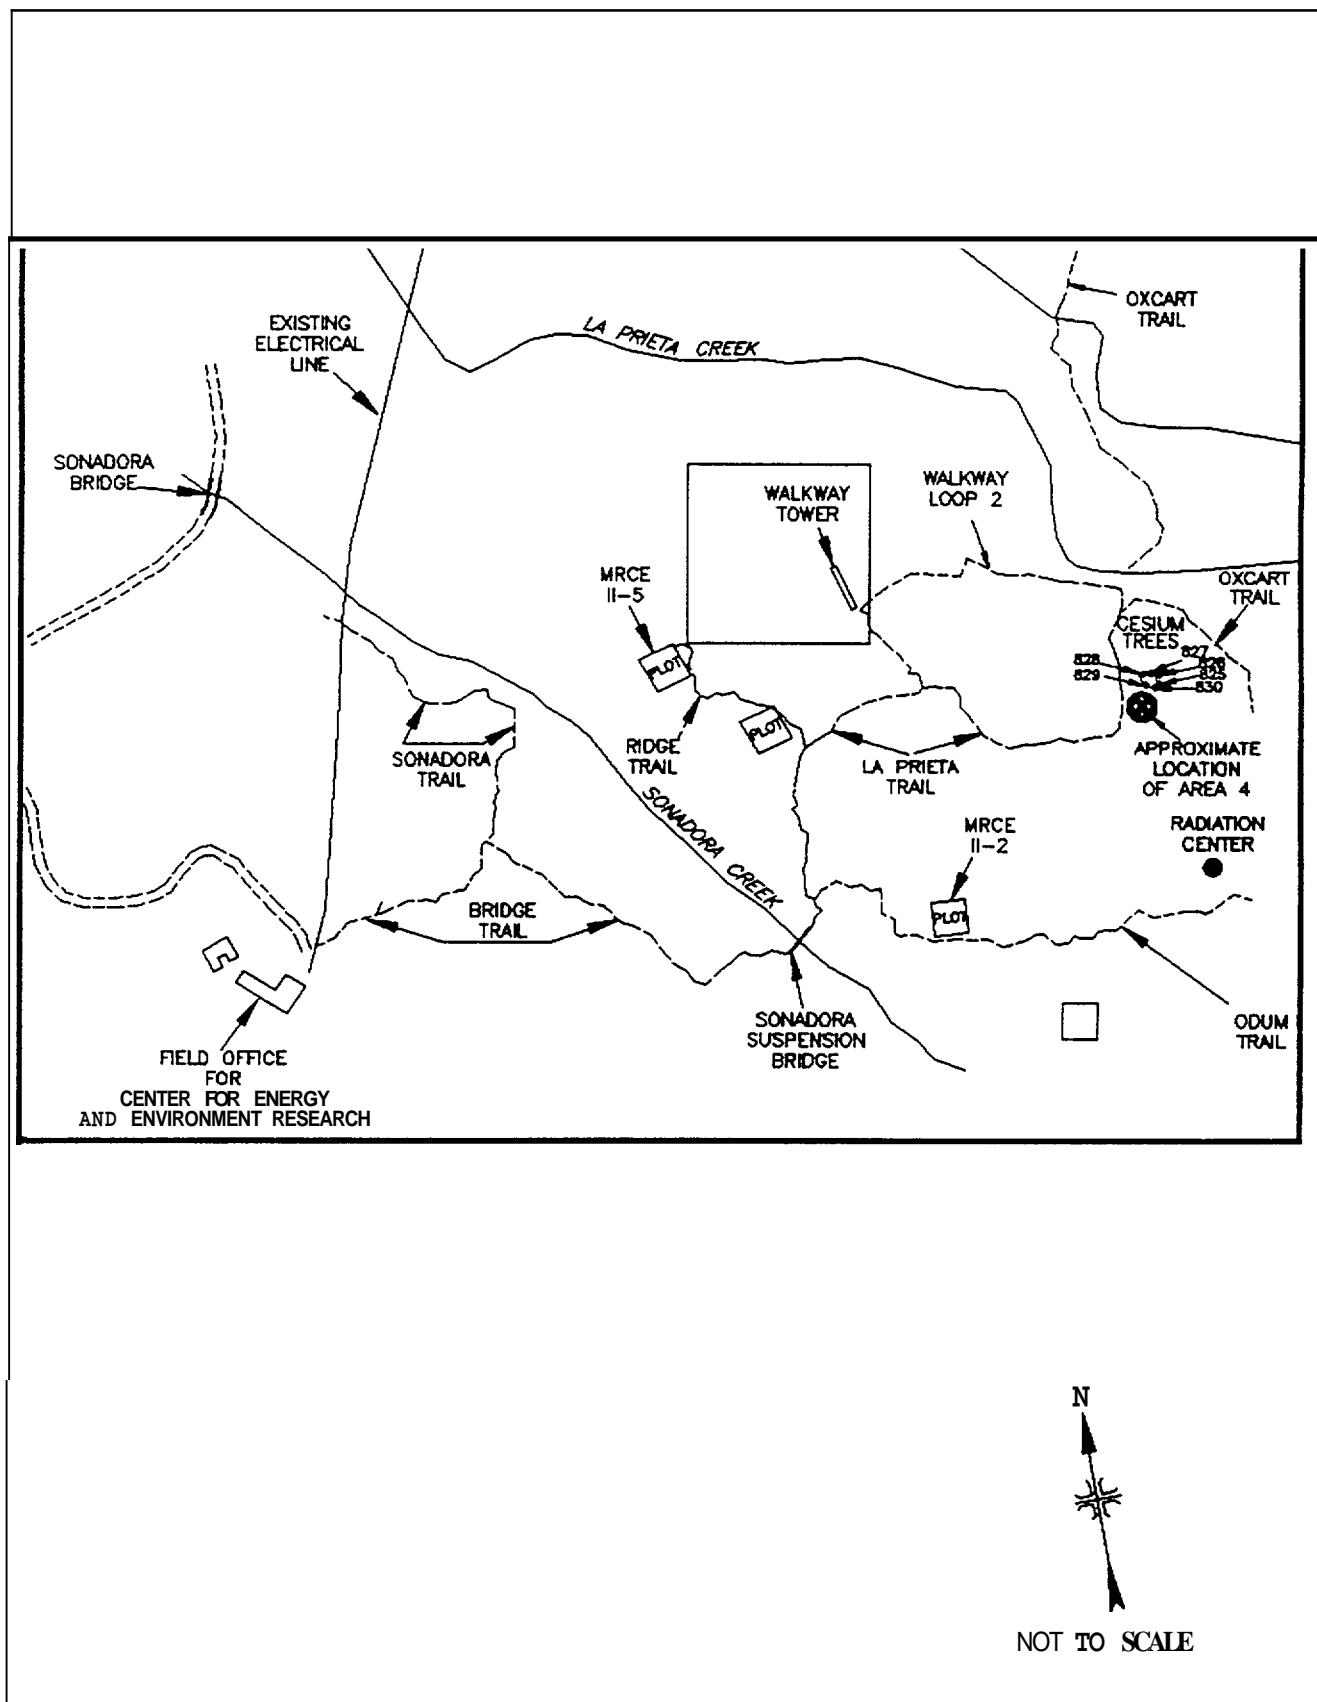 OXCART
TRAIL
EXISTING
ELECTRICAL
LINE
LA PRIETA CREEK
SONADORA
BRIDGE
WALKWAY
TOWER
WALKWAY
LOOP 2
MRCE
II-5
PLOT
OXCART
TRAIL
CESIUM
TREES
827
828
826
829
825
830
PLOT
RIDGE
TRAIL
SONADORA
TRAIL
LA PRIETA
TRAIL
APPROXIMATE
LOCATION
OF AREA 4
SONADORA CREEK
MRCE
II-2
RADIATION
CENTER
PLOT
BRIDGE
TRAIL
SONADORA
SUSPENSION
BRIDGE
ODUM
TRAIL
FIELD OFFICE
FOR
CENTER FOR ENERGY
AND ENVIRONMENT RESEARCH
N
NOT TO SCALE